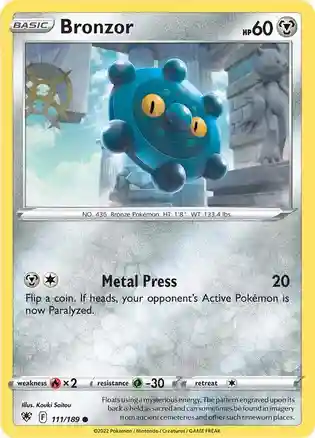 BASIC Bronzor HP60
NO. 436 Bronze Pokémon HT: 1'8" WT: 133.4 lbs.
Metal Press 20
Flip a coin. If heads, your opponent's Active Pokémon is
now Paralyzed.
weakness ×2 resistance -30 retreat
Illus. Kouki Saitou
F 111/189
Floats using a mysterious energy. The pattern engraved upon its
back is held as sacred and can sometimes be found in imagery
from ancient cemeteries and other such places.
©2022 Pokémon / Nintendo / Creatures / GAME FREAK